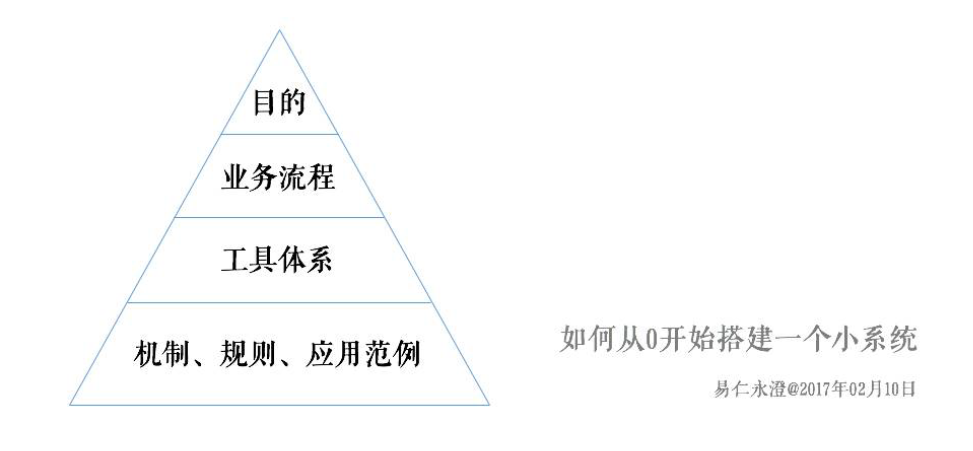 目的
业务流程
工具体系
机制、规则、应用范例
如何从0开始搭建一个小系统
易仁永澄@2017年02月10日